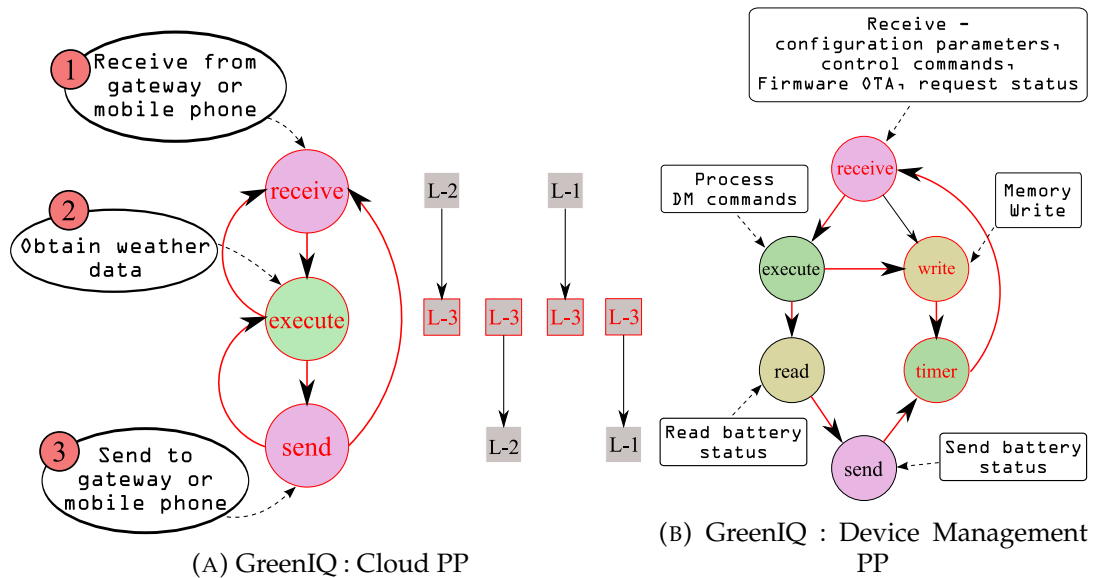 1
Receive from
gateway or
mobile phone
receive
2
Obtain weather
data
execute
3
Send to
gateway or
mobile phone
send
L-2
L-1
L-3
L-3
L-3
L-3
L-2
L-1
(A) GreenIQ : Cloud PP
Receive -
configuration parameters,
control commands,
Firmware OTA, request status
receive
Process
DM commands
Memory
Write
execute
write
read
timer
Read battery
status
send
Send battery
status
(B) GreenIQ : Device Management
PP